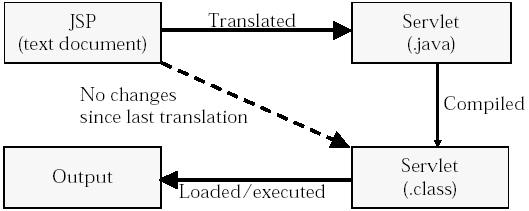 JSP
(text document)
Translated
Servlet
(.java)
No changes
since last translation
Compiled
Output
Loaded/executed
Servlet
(.class)